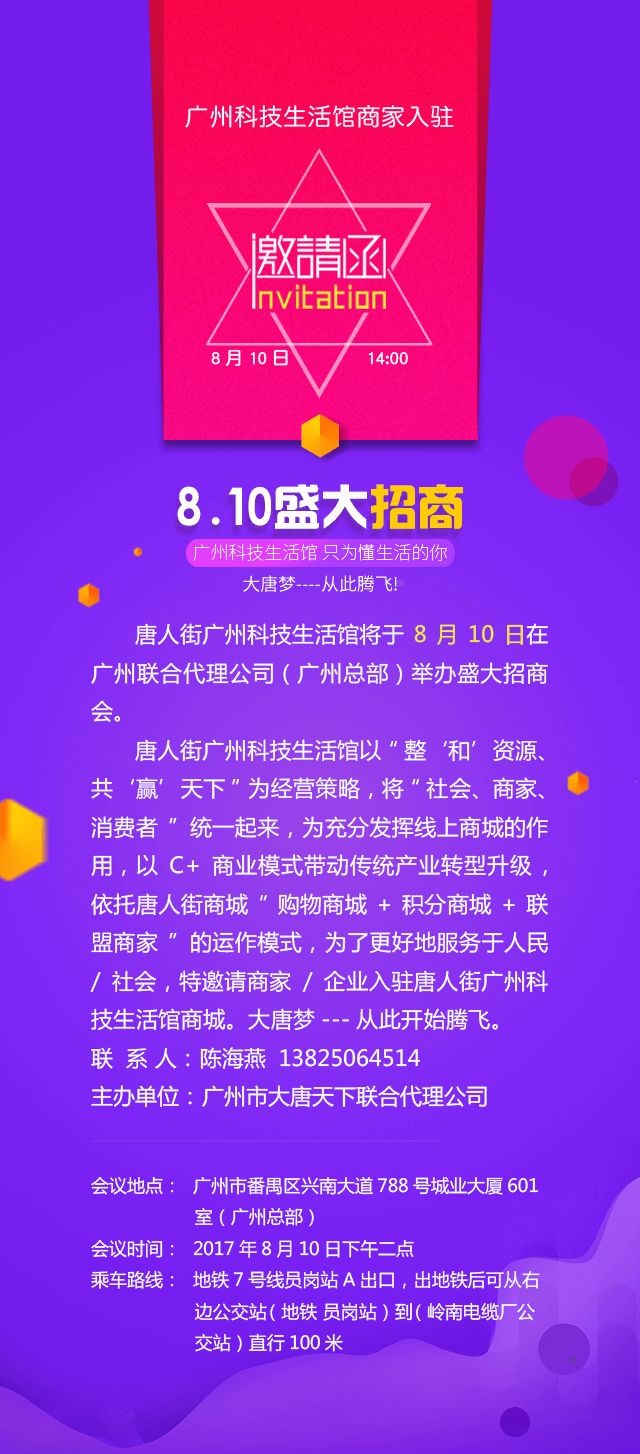 广州科技生活馆商家入驻
邀請函
Invitation
8月10日 14:00
8.10盛大招商
广州科技生活馆 只为懂生活的你
大唐梦----从此腾飞!
唐人街广州科技生活馆将于 8 月 10 日在
广州联合代理公司（广州总部）举办盛大招商
会。
唐人街广州科技生活馆以“整‘和’资源、
共‘赢’天下”为经营策略，将“社会、商家、
消费者 ”统一起来，为充分发挥线上商城的作
用，以 C+ 商业模式带动传统产业转型升级，
依托唐人街商城“ 购物商城 + 积分商城 + 联
盟商家 ”的运作模式，为了更好地服务于人民
/ 社会，特邀请商家 / 企业入驻唐人街广州科
技生活馆商城。大唐梦 --- 从此开始腾飞。
联 系 人：陈海燕 13825064514
主办单位：广州市大唐天下联合代理公司
会议地点： 广州市番禺区兴南大道 788 号城业大厦 601
室（广州总部）
会议时间： 2017 年 8 月 10 日下午二点
乘车路线： 地铁 7 号线员岗站 A 出口，出地铁后可从右
边公交站（地铁 员岗站）到（岭南电缆厂公
交站）直行 100 米